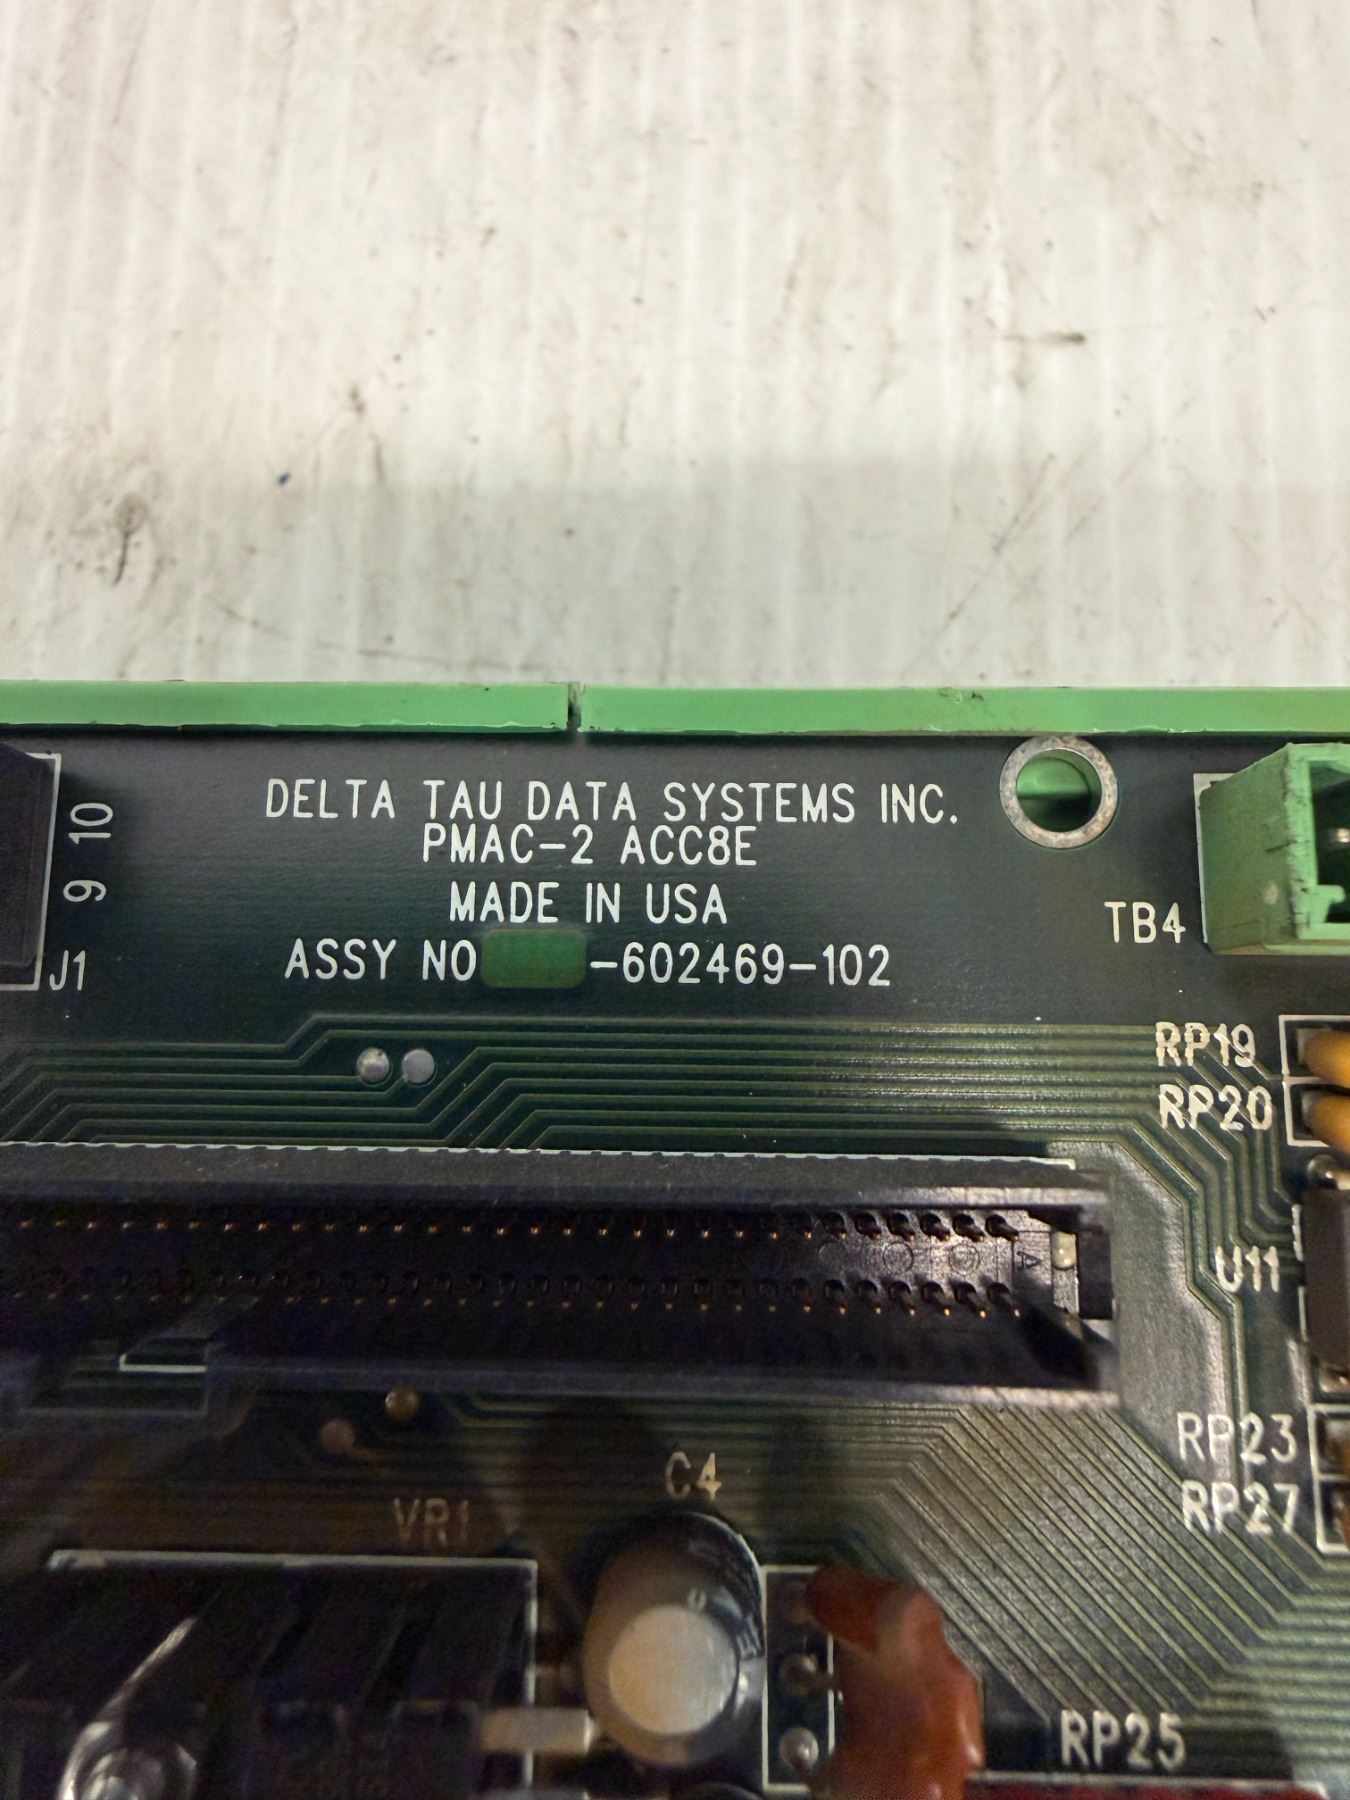 DELTA TAU DATA SYSTEMS INC.
PMAC-2 ACC8E
MADE IN USA
ASSY NO -602469-102
10
9
J1
TB4
RP19
RP20
A
U11
RP23
RP27
C4
VR1
RP25